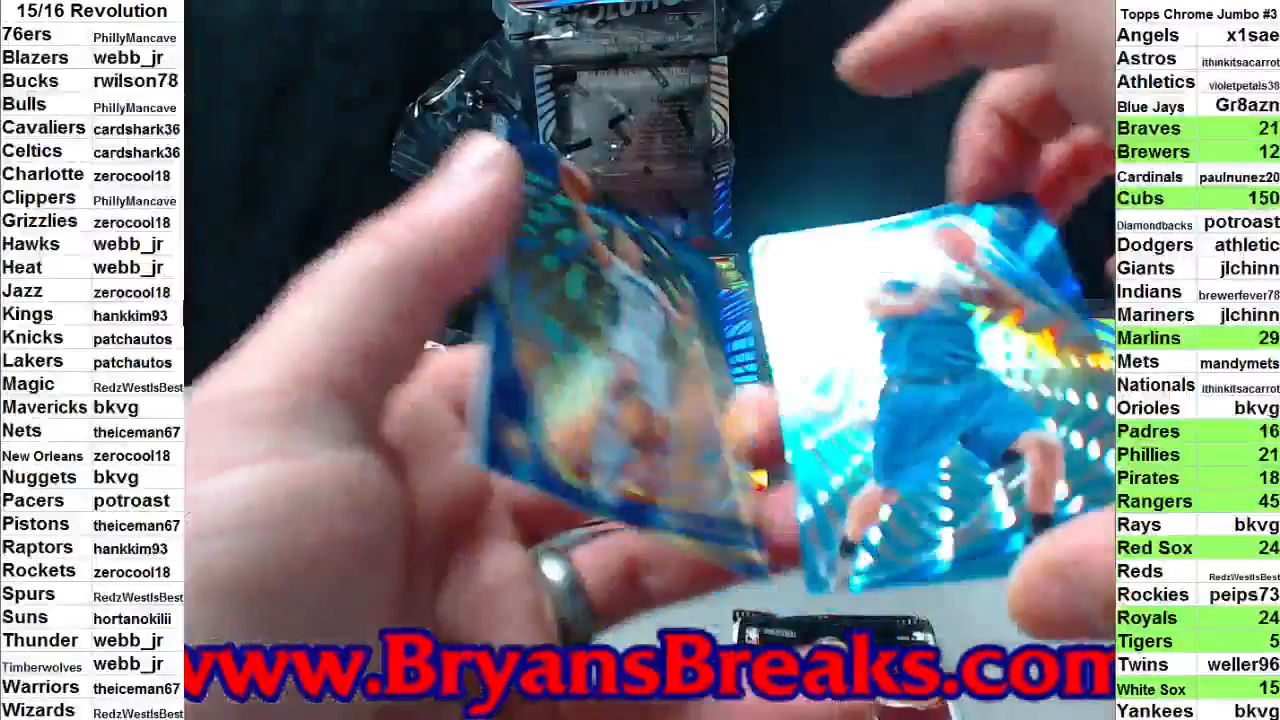 15/16 Revolution
76ers PhillyMancave
Blazers webb_jr
Bucks rwilson78
Bulls PhillyMancave
Cavaliers cardshark36
Celtics cardshark36
Charlotte zerocool18
Clippers PhillyMancave
Grizzlies zerocool18
Hawks webb_jr
Heat webb_jr
Jazz zerocool18
Kings hankkim93
Knicks patchautos
Lakers patchautos
Magic RedzWestIsBest
Mavericks bkvg
Nets theiceman67
New Orleans zerocool18
Nuggets bkvg
Pacers potroast
Pistons theiceman67
Raptors hankkim93
Rockets zerocool18
Spurs RedzWestIsBest
Suns hortanokilii
Thunder webb_jr
Timberwolves webb_jr
Warriors theiceman67
Wizards RedzWestIsBest
www.BryansBreaks.com
Topps Chrome Jumbo #3
Angels x1sae
Astros ithinkitsacarrot
Athletics violetpetals38
Blue Jays Gr8azn
Braves 21
Brewers 12
Cardinals paulnunez20
Cubs 150
Diamondbacks potroast
Dodgers athletic
Giants jlchinn
Indians brewerfever78
Mariners jlchinn
Marlins 29
Mets mandymets
Nationals ithinkitsacarrot
Orioles bkvg
Padres 16
Phillies 21
Pirates 18
Rangers 45
Rays bkvg
Red Sox 24
Reds RedzWestIsBest
Rockies peips73
Royals 24
Tigers 5
Twins weller96
White Sox 15
Yankees bkvg